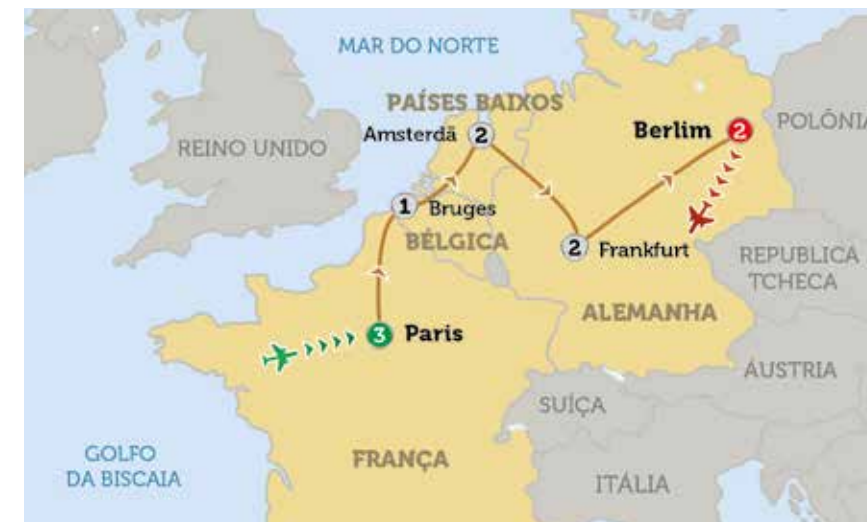 MAR DO NORTE
PAÍSES BAIXOS
Amsterdã 2
Berlim 2
POLÔNIA
REINO UNIDO
1 Bruges
BÉLGICA
2 Frankfurt
REPUBLICA
TCHECA
ALEMANHA
3 Paris
ÁUSTRIA
SUÍÇA
GOLFO
DA BISCAIA
FRANÇA
ITÁLIA